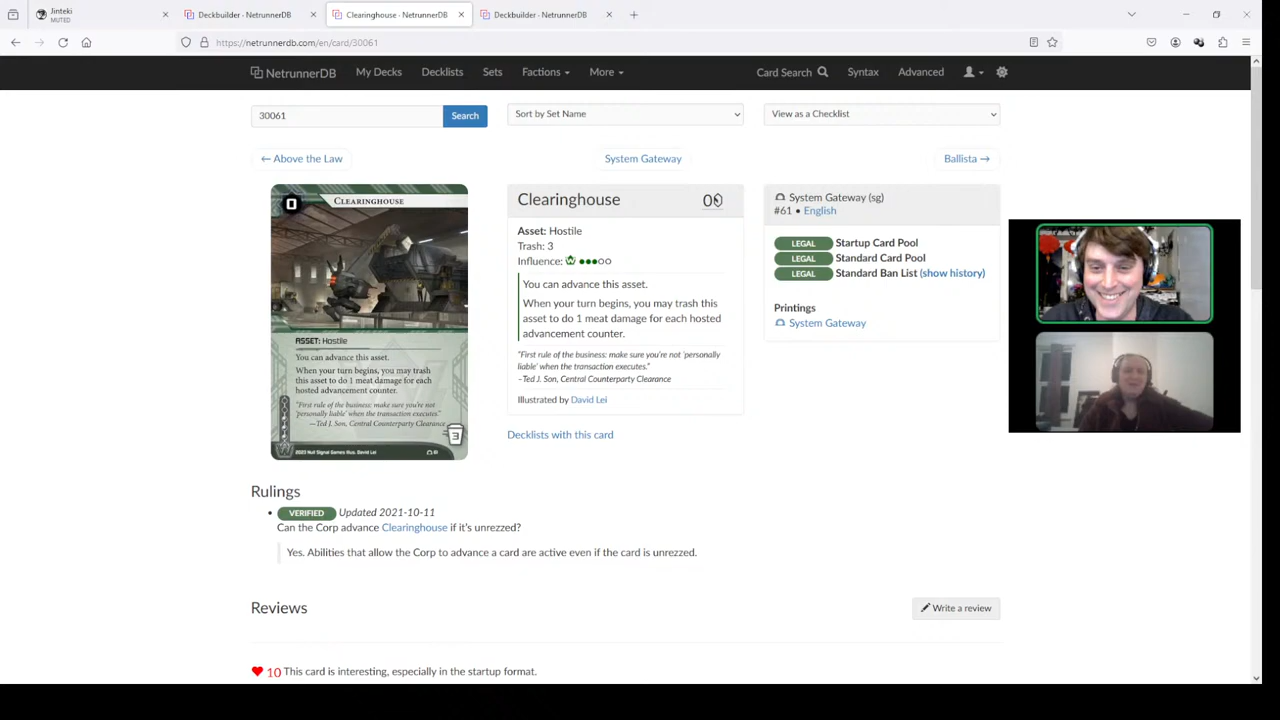 Jinteki
MUTED
Deckbuilder · NetrunnerDB
Clearinghouse · NetrunnerDB
Deckbuilder · NetrunnerDB
https://netrunnerdb.com/en/card/30061
NetrunnerDB
My Decks
Decklists
Sets
Factions
More
Card Search
Syntax
Advanced
30061
Search
Sort by Set Name
View as a Checklist
← Above the Law
System Gateway
Ballista →
0
CLEARINGHOUSE
ASSET: Hostile
You can advance this asset.
When your turn begins, you may trash
this asset to do 1 meat damage for each
hosted advancement counter.
"First rule of the business: make sure you're not
'personally liable' when the transaction executes."
—Ted J. Son, Central Counterparty Clearance
3
Clearinghouse
Asset: Hostile
Trash: 3
Influence:
You can advance this asset.
When your turn begins, you may trash this
asset to do 1 meat damage for each hosted
advancement counter.
"First rule of the business: make sure you're not 'personally
liable' when the transaction executes."
–Ted J. Son, Central Counterparty Clearance
Illustrated by David Lei
Decklists with this card
System Gateway (sg)
#61 • English
LEGAL Startup Card Pool
LEGAL Standard Card Pool
LEGAL Standard Ban List (show history)
Printings
System Gateway
Rulings
VERIFIED Updated 2021-10-11
Can the Corp advance Clearinghouse if it's unrezzed?
Yes. Abilities that allow the Corp to advance a card are active even if the card is unrezzed.
Reviews
Write a review
10 This card is interesting, especially in the startup format.